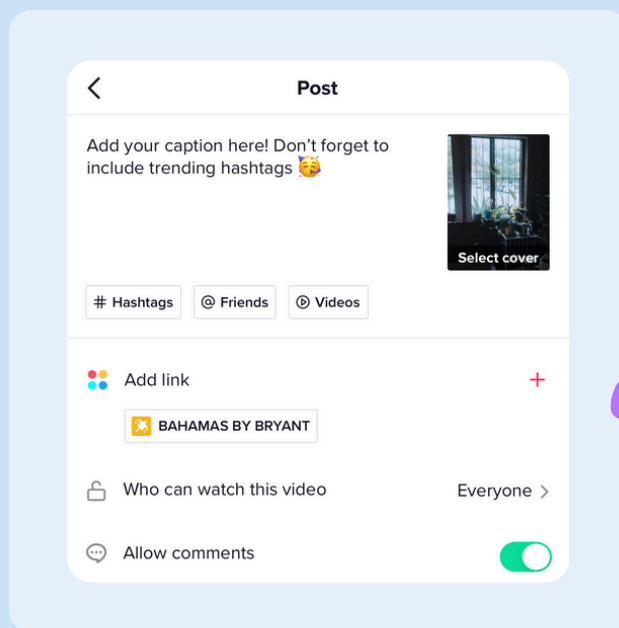 Post
Add your caption here! Don’t forget to
include trending hashtags 🥳
Select cover
# Hashtags
@ Friends
Videos
Add link
BAHAMAS BY BRYANT
Who can watch this video
Everyone
Allow comments